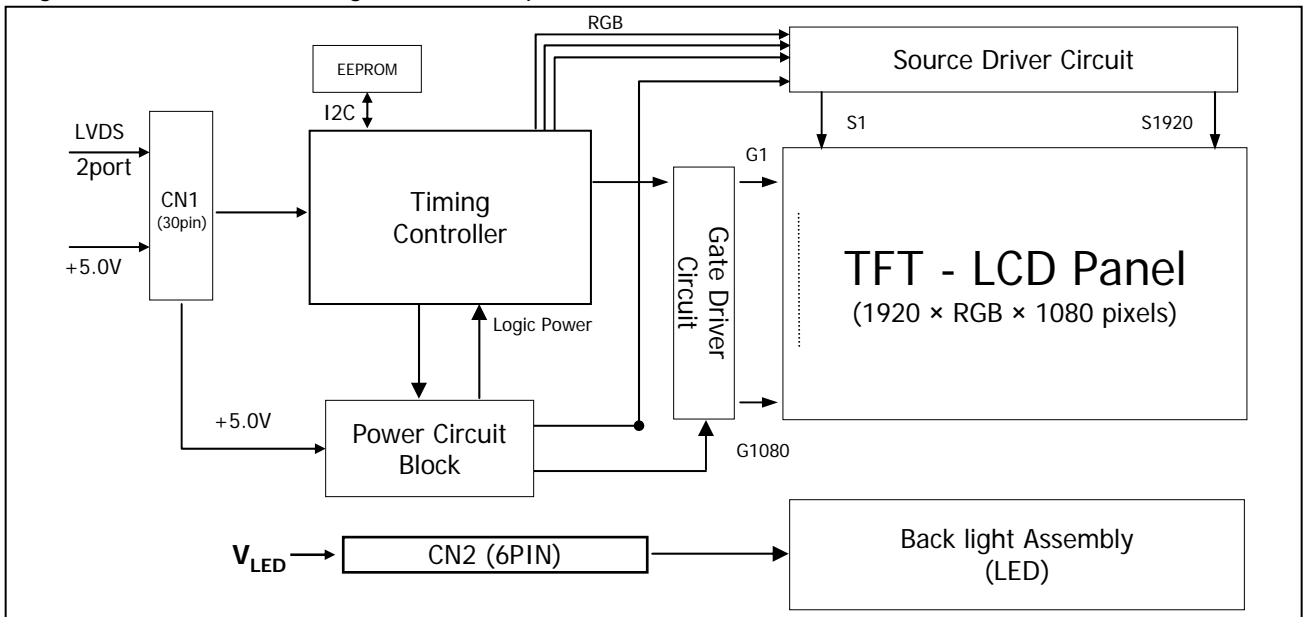 RGB
EEPROM
Source Driver Circuit
I2C
S1
S1920
LVDS
2port
G1
CN1
(30pin)
Timing
Controller
Gate Driver
Circuit
TFT - LCD Panel
(1920 × RGB × 1080 pixels)
+5.0V
Logic Power
+5.0V
Power Circuit
Block
G1080
V LED
CN2 (6PIN)
Back light Assembly
(LED)